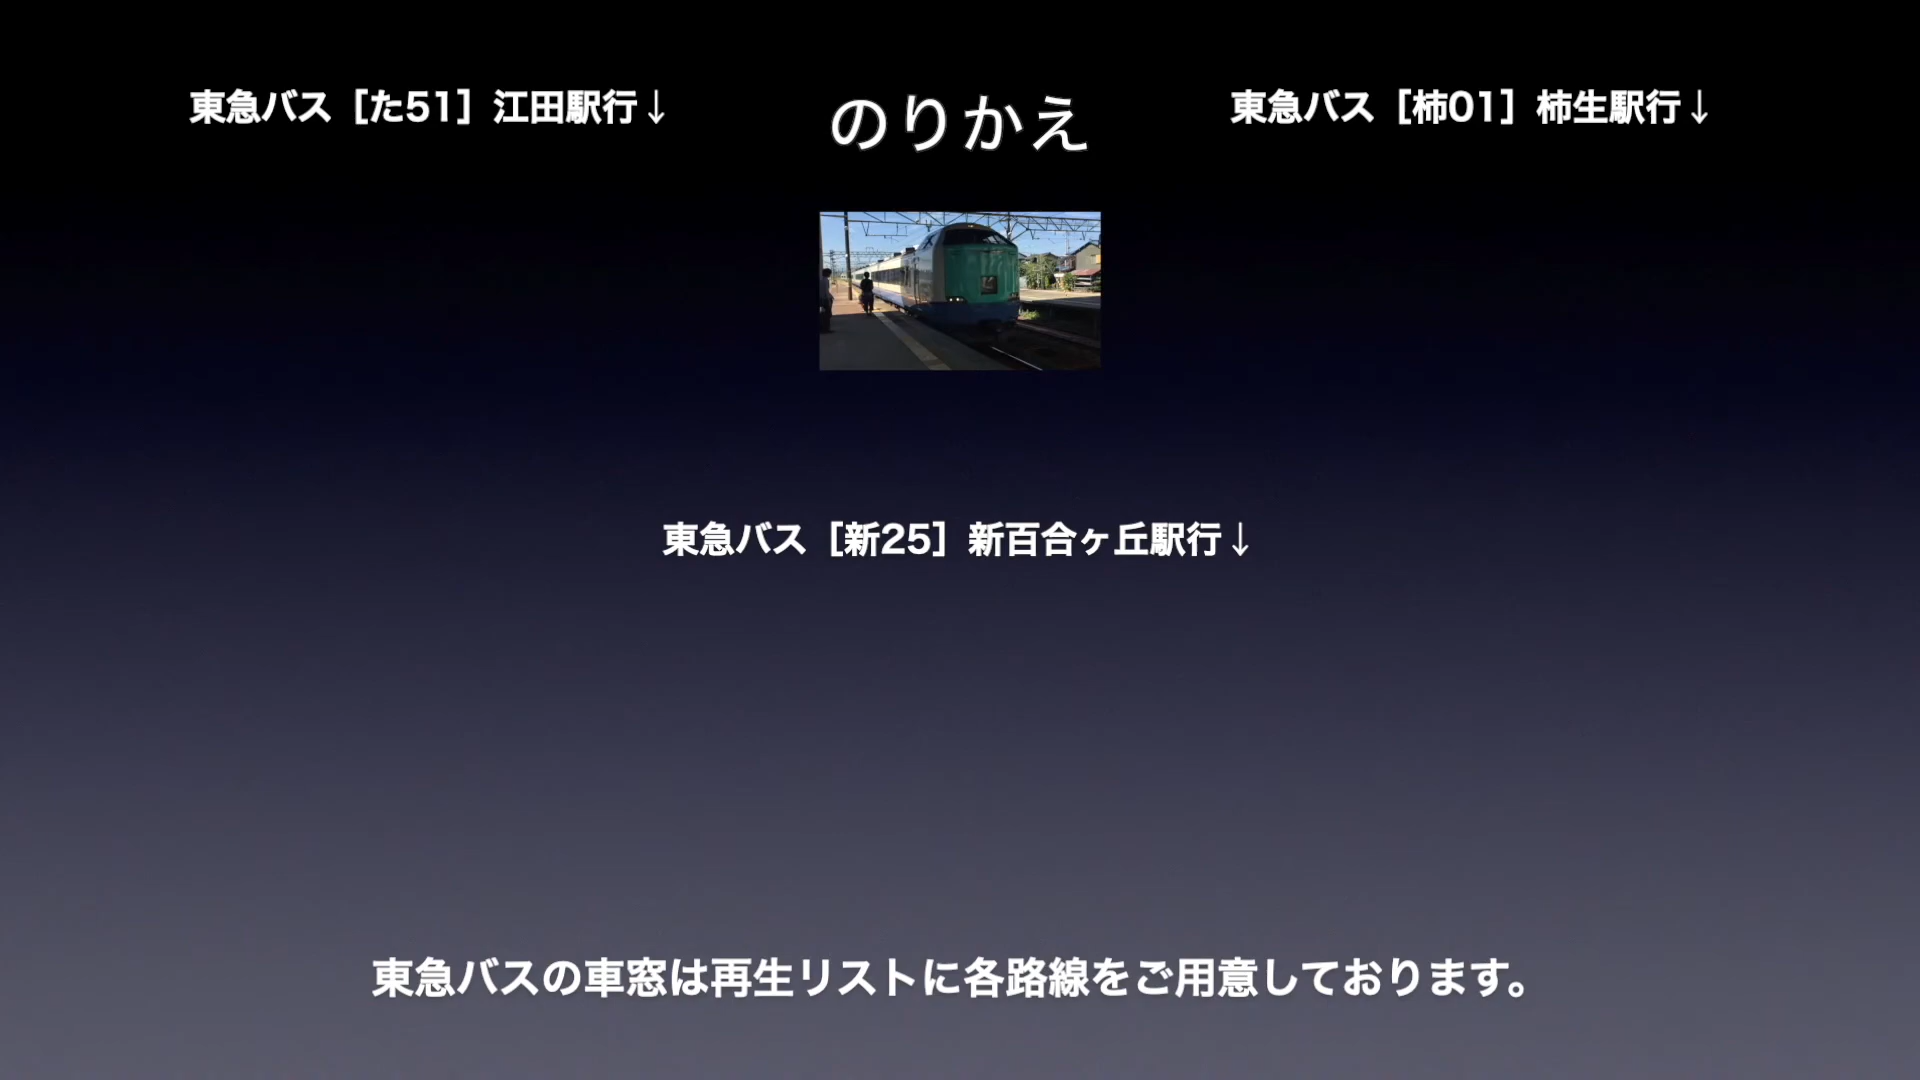 東急バス［た51］江田駅行↓
のりかえ
東急バス［柿01］柿生駅行↓
東急バス［新25］新百合ヶ丘駅行↓
東急バスの車窓は再生リストに各路線をご用意しております。